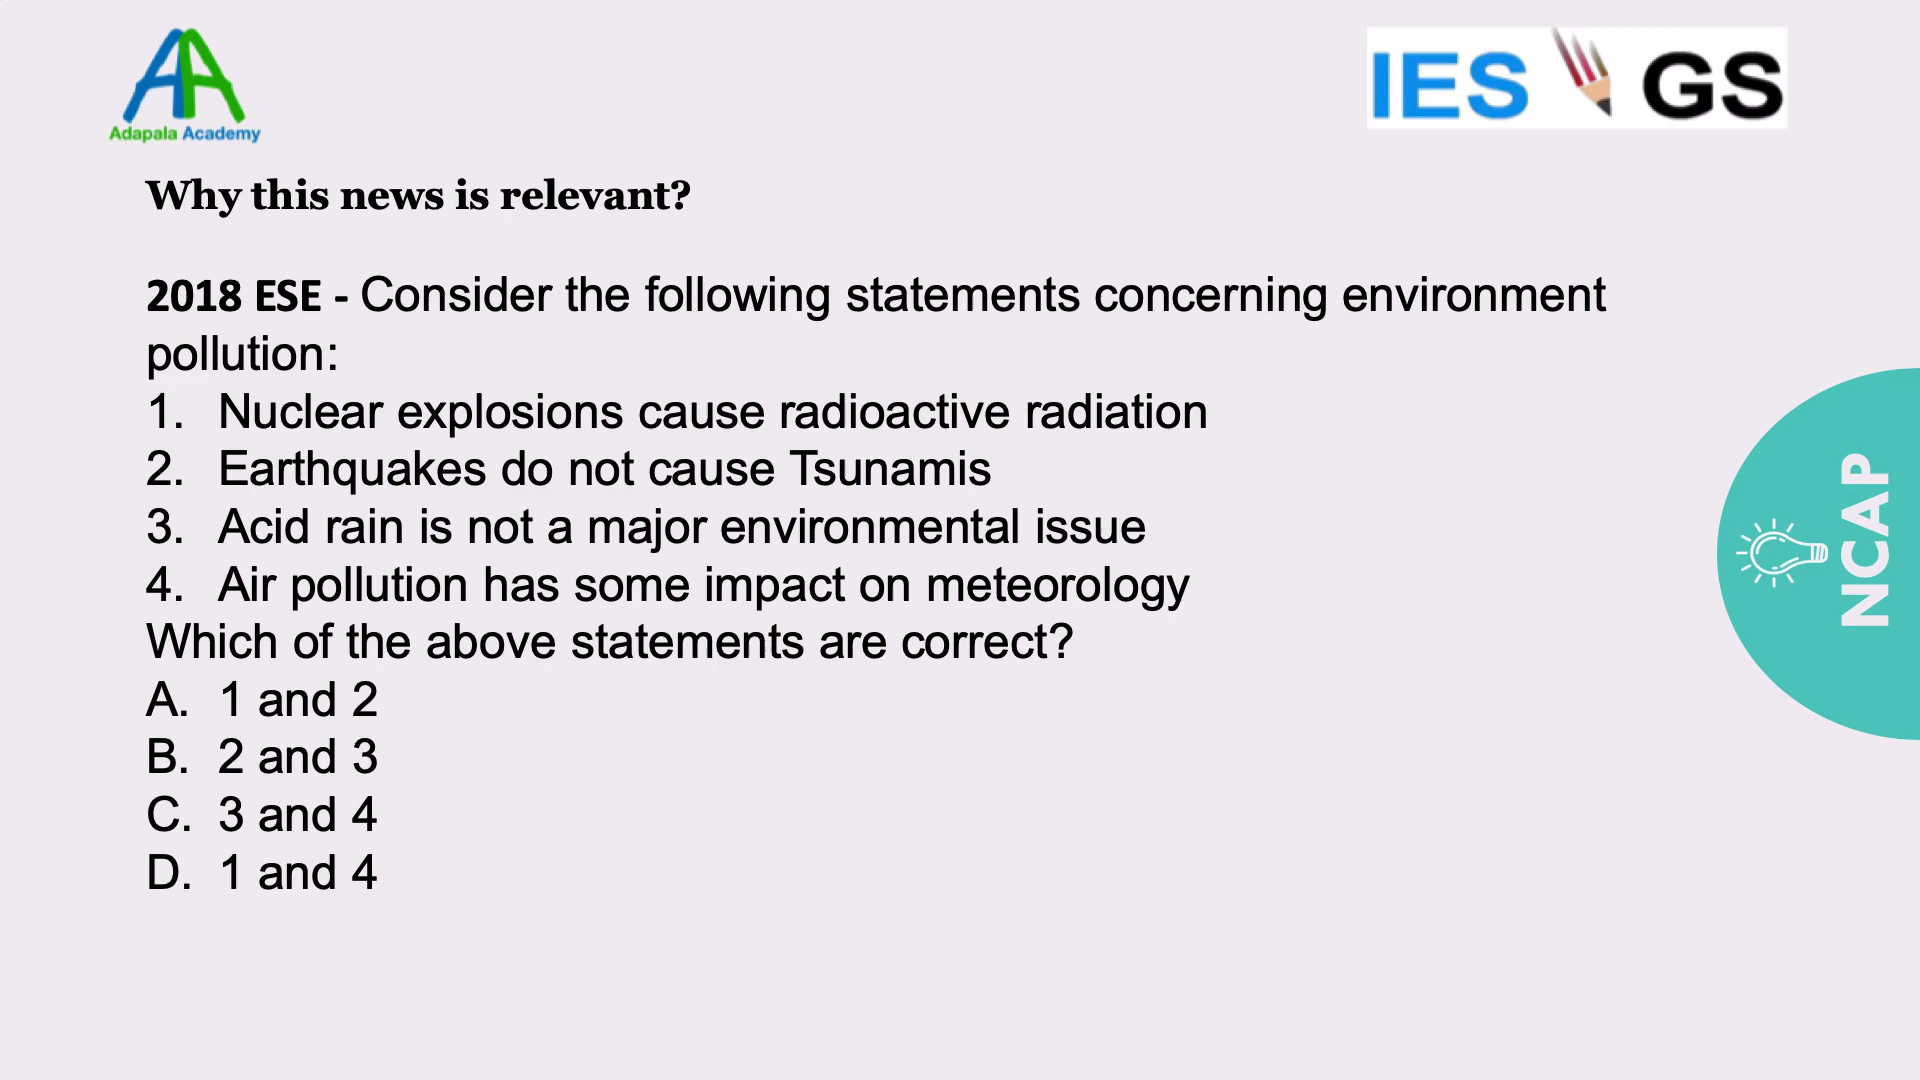 Adapala Academy
IES GS
Why this news is relevant?
2018 ESE - Consider the following statements concerning environment
pollution:
1. Nuclear explosions cause radioactive radiation
2. Earthquakes do not cause Tsunamis
3. Acid rain is not a major environmental issue
4. Air pollution has some impact on meteorology
Which of the above statements are correct?
A. 1 and 2
B. 2 and 3
C. 3 and 4
D. 1 and 4
NCAP